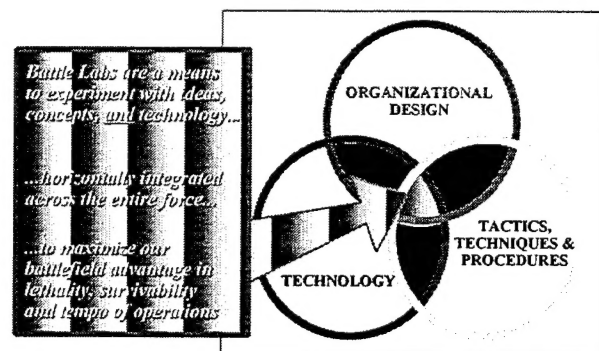 Battle Labs are a means
to experiment with ideas,
concepts, and technology...
...horizontally integrated
across the entire force...
...to maximize our
battlefield advantage in
lethality, survivability
and tempo of operations
ORGANIZATIONAL
DESIGN
TACTICS,
TECHNIQUES &
PROCEDURES
TECHNOLOGY